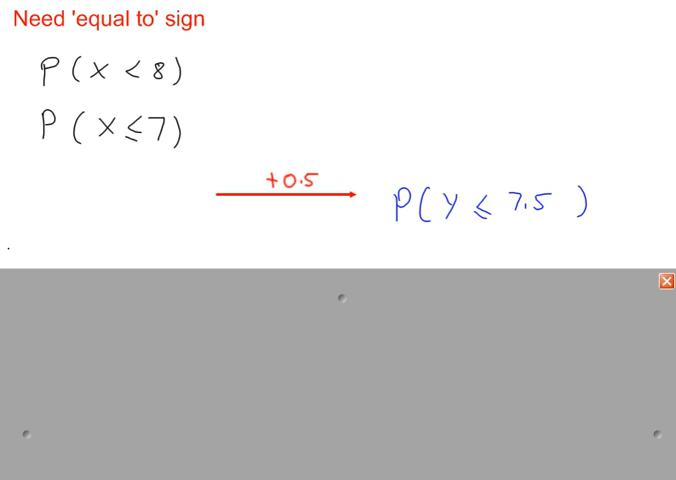 Need 'equal to' sign
P(X < 8)
P(X ≤ 7)
+0.5
P(Y ≤ 7.5)